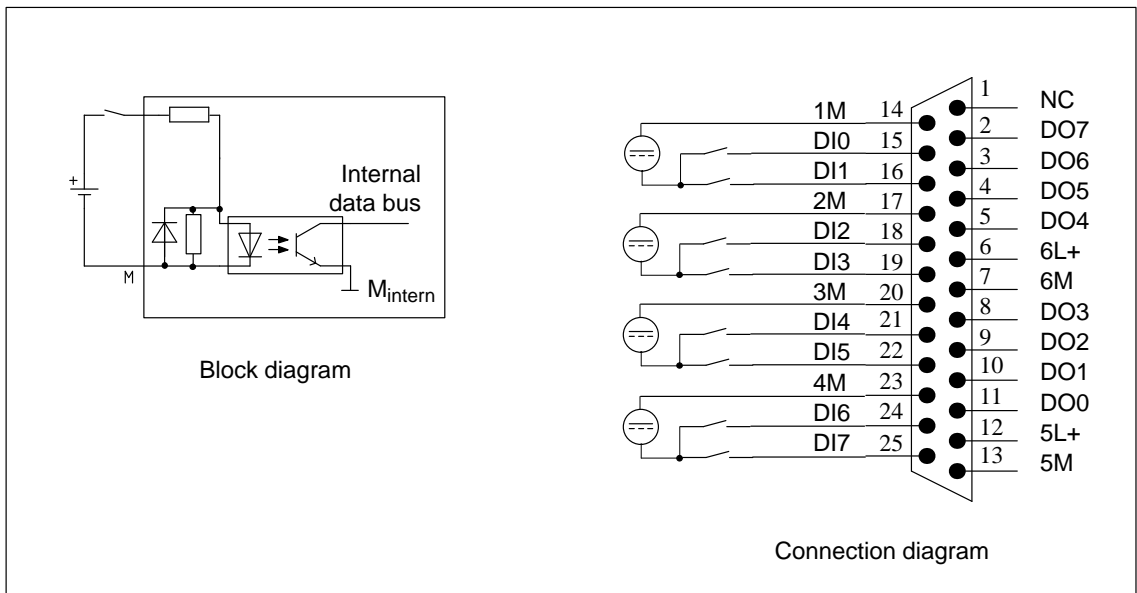 +
M
Internal
data bus
Mintern
Block diagram
1M 14
DI0 15
DI1 16
2M 17
DI2 18
DI3 19
3M 20
DI4 21
DI5 22
4M 23
DI6 24
DI7 25
1 NC
2 DO7
3 DO6
4 DO5
5 DO4
6 6L+
7 6M
8 DO3
9 DO2
10 DO1
11 DO0
12 5L+
13 5M
Connection diagram